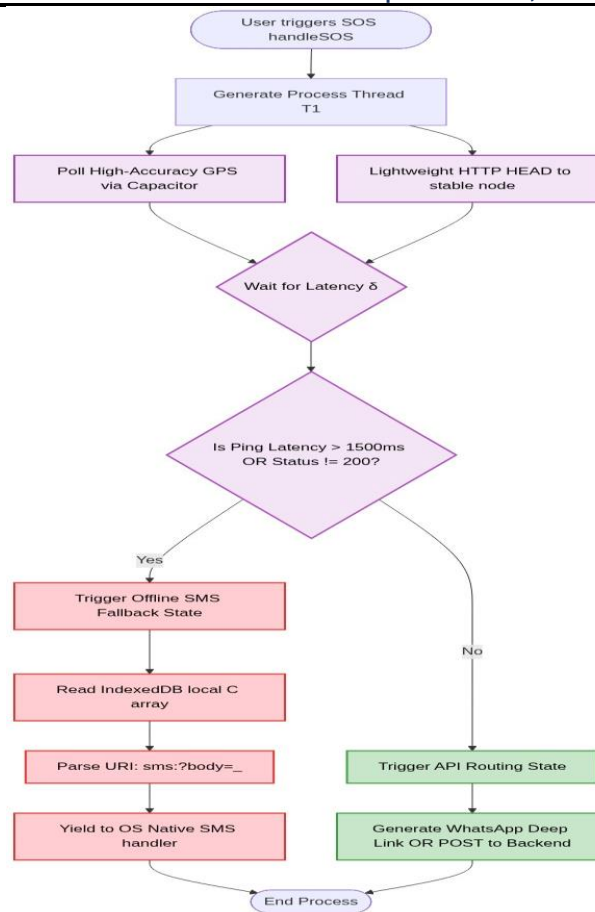 User triggers SOS
handleSOS
Generate Process Thread
T1
Poll High-Accuracy GPS
via Capacitor
Lightweight HTTP HEAD to
stable node
Wait for Latency δ
Is Ping Latency > 1500ms
OR Status != 200?
Yes
No
Trigger Offline SMS
Fallback State
Read IndexedDB local C
array
Parse URI: sms:?body=_
Trigger API Routing State
Yield to OS Native SMS
handler
Generate WhatsApp Deep
Link OR POST to Backend
End Process